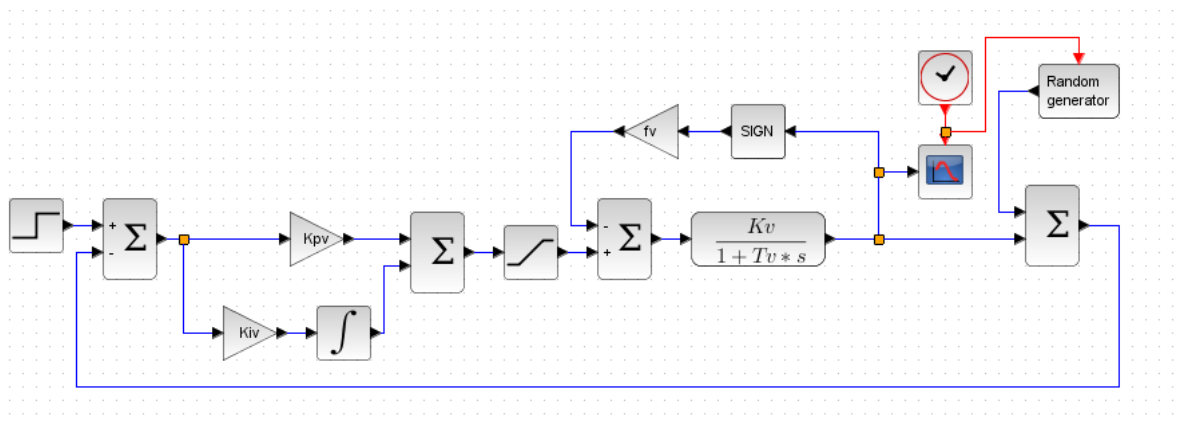 Random
generator
fv
SIGN
+
-
Σ
Kpv
Σ
-
+
Σ
Kv
1 + Tv * s
Σ
Kiv
∫